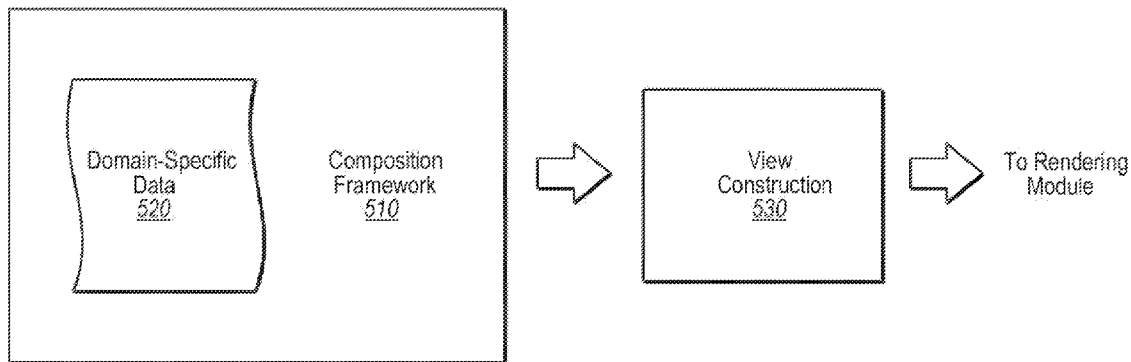 Domain-Specific
Data
520
Composition
Framework
510
View
Construction
530
To Rendering
Module